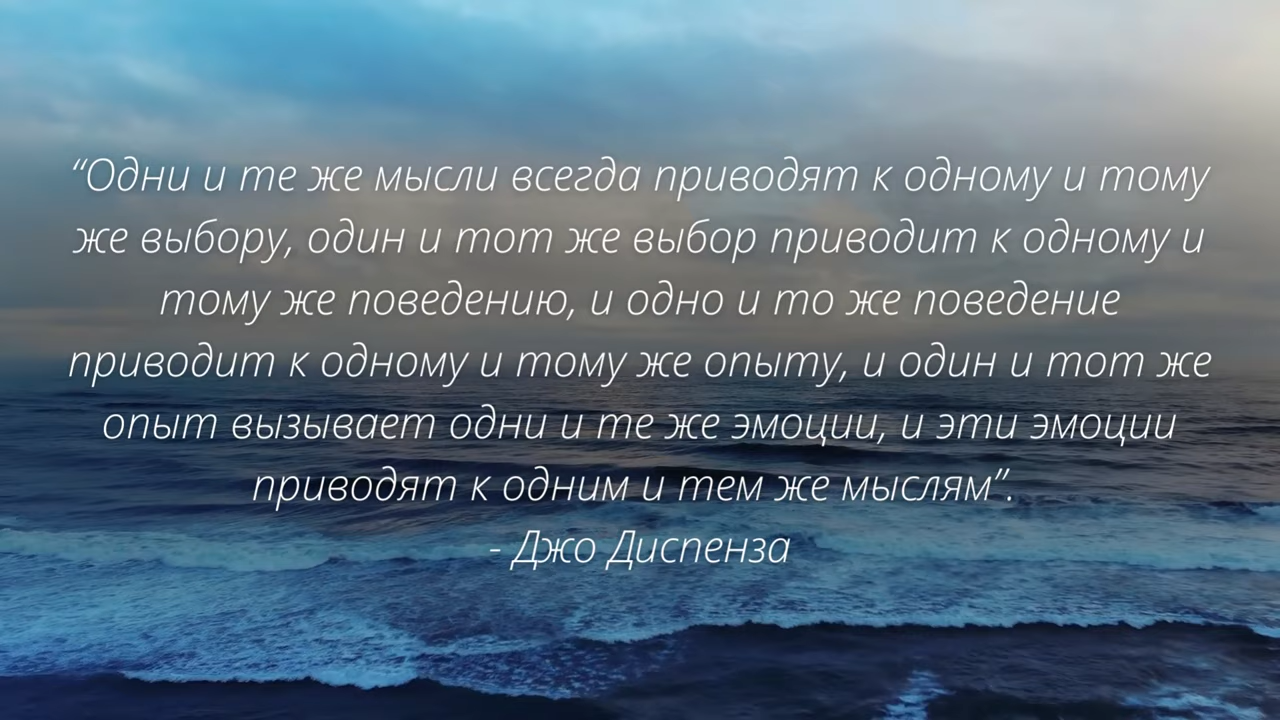 “Одни и те же мысли всегда приводят к одному и тому
же выбору, один и тот же выбор приводит к одному и
тому же поведению, и одно и то же поведение
приводит к одному и тому же опыту, и один и тот же
опыт вызывает одни и те же эмоции, и эти эмоции
приводят к одним и тем же мыслям”.
- Джо Диспенза